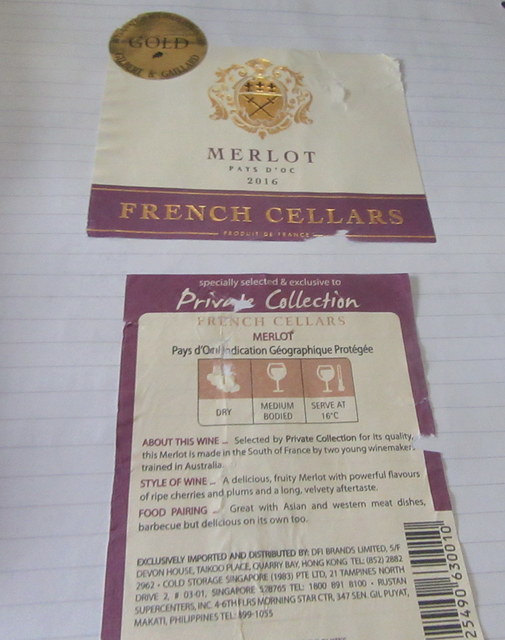 GOLD
GILBERT & GAILLARD
MERLOT
PAYS D'OC
2016
FRENCH CELLARS
PRODUIT DE FRANCE
specially selected & exclusive to
Private Collection
FRENCH CELLARS
MERLOT
Pays d'Oc Indication Géographique Protégée
DRY
MEDIUM BODIED
SERVE AT 16°C
ABOUT THIS WINE ... Selected by Private Collection for its quality,
this Merlot is made in the South of France by two young winemakers
trained in Australia.
STYLE OF WINE ... A delicious, fruity Merlot with powerful flavours
of ripe cherries and plums and a long, velvety aftertaste.
FOOD PAIRING ... Great with Asian and western meat dishes,
barbecue but delicious on its own too.
EXCLUSIVELY IMPORTED AND DISTRIBUTED BY: DFI BRANDS LIMITED, 5/F
DEVON HOUSE, TAIKOO PLACE, QUARRY BAY, HONG KONG TEL: (852) 2882
2962 • COLD STORAGE SINGAPORE (1983) PTE LTD, 21 TAMPINES NORTH
DRIVE 2, # 03-01, SINGAPORE 528765 TEL: 1800 891 8100 • RUSTAN
SUPERCENTERS, INC. 4-6TH FLRS MORNING STAR CTR, 347 SEN. GIL PUYAT,
MAKATI, PHILIPPINES TEL: 899-1055
25490 630010